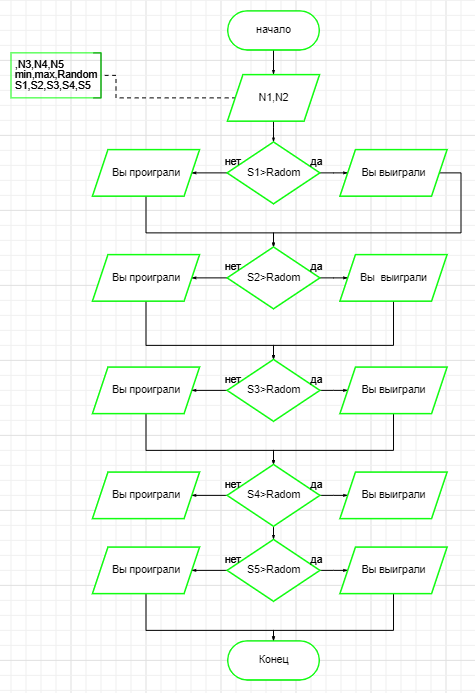 начало
,N3,N4,N5
min,max,Random
S1,S2,S3,S4,S5
N1,N2
нет
да
Вы проиграли
S1>Radom
Вы выиграли
нет
да
Вы проиграли
S2>Radom
Вы выиграли
нет
да
Вы проиграли
S3>Radom
Вы выиграли
нет
да
Вы проиграли
S4>Radom
Вы выиграли
нет
да
Вы проиграли
S5>Radom
Вы выиграли
Конец